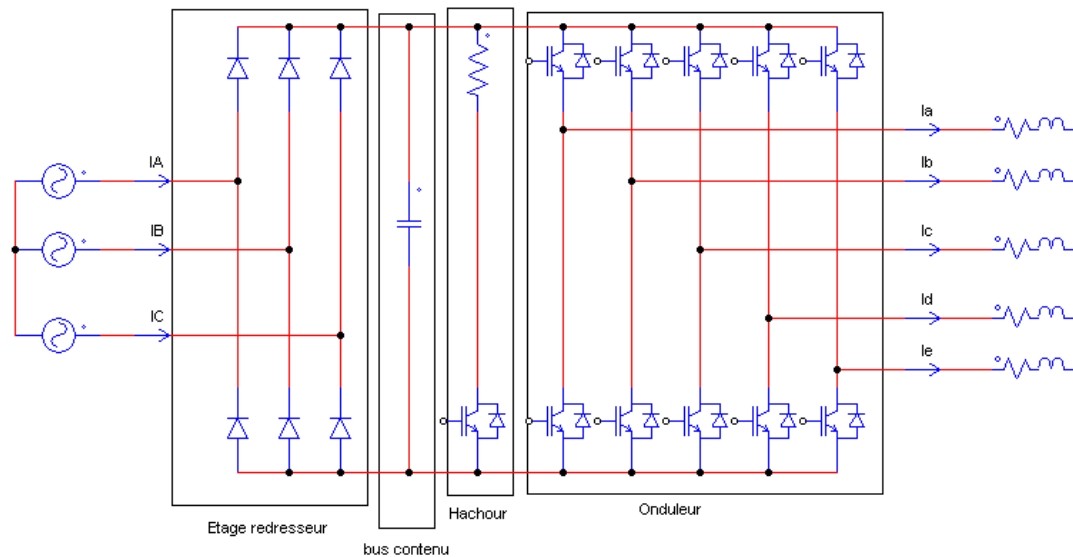 Ia
IA
Ib
IB
Ic
Id
IC
Ie
Etage redresseur
bus contenu
Hachour
Onduleur